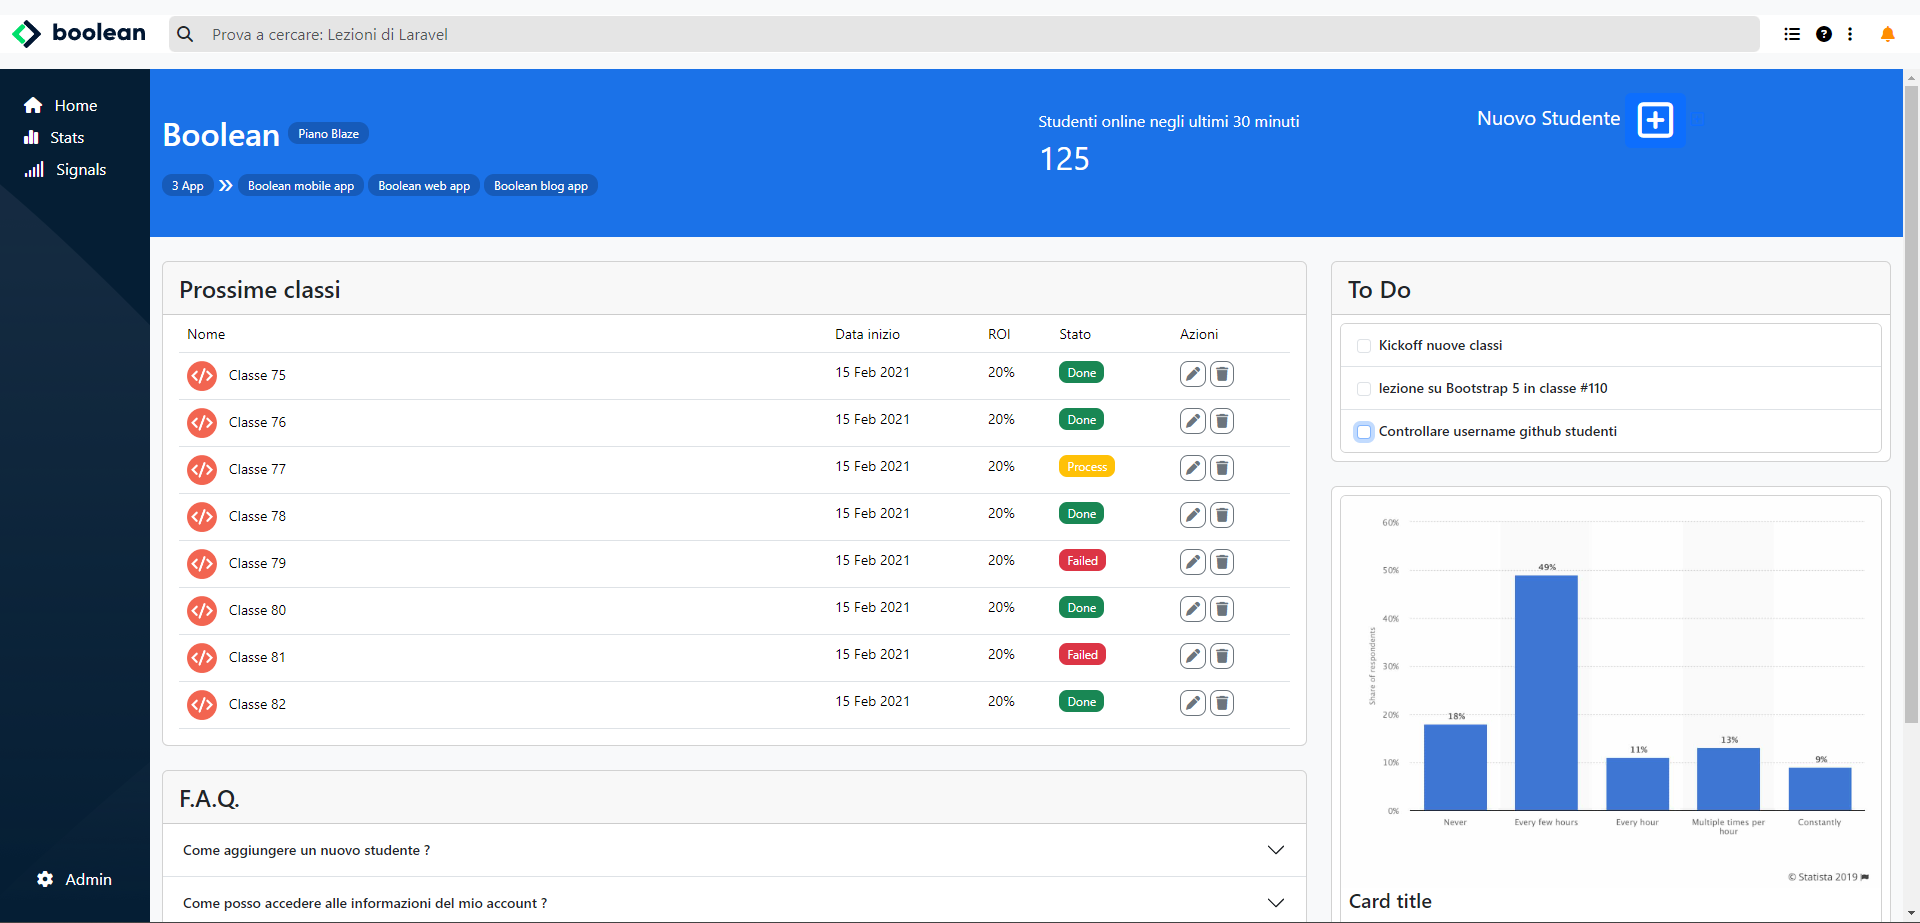 boolean
Prova a cercare: Lezioni di Laravel
Home
Stats
Signals
Admin
Boolean Piano Blaze
3 App Boolean mobile app Boolean web app Boolean blog app
Studenti online negli ultimi 30 minuti
125
Nuovo Studente
Prossime classi
Nome Data inizio ROI Stato Azioni
Classe 75 15 Feb 2021 20% Done
Classe 76 15 Feb 2021 20% Done
Classe 77 15 Feb 2021 20% Process
Classe 78 15 Feb 2021 20% Done
Classe 79 15 Feb 2021 20% Failed
Classe 80 15 Feb 2021 20% Done
Classe 81 15 Feb 2021 20% Failed
Classe 82 15 Feb 2021 20% Done
F.A.Q.
Come aggiungere un nuovo studente ?
Come posso accedere alle informazioni del mio account ?
To Do
Kickoff nuove classi
lezione su Bootstrap 5 in classe #110
Controllare username github studenti
Share of respondents
60%
50%
40%
30%
20%
10%
0%
18%
49%
11%
13%
9%
Never
Every few hours
Every hour
Multiple times per
hour
Constantly
© Statista 2019
Card title